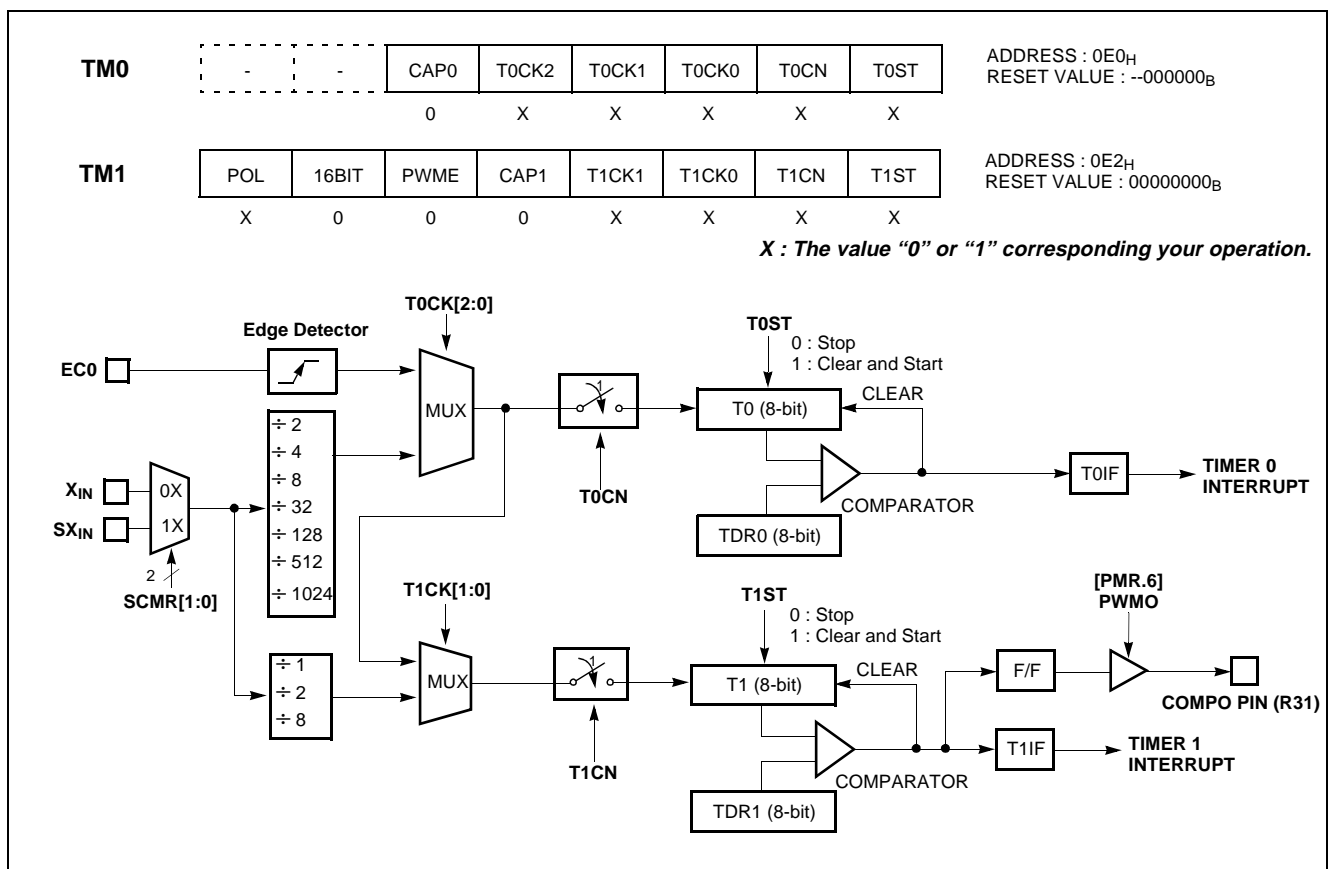 TM0
- - CAP0 T0CK2 T0CK1 T0CK0 T0CN T0ST
ADDRESS : 0E0H
RESET VALUE : --000000B
0 X X X X X
TM1
POL 16BIT PWME CAP1 T1CK1 T1CK0 T1CN T1ST
ADDRESS : 0E2H
RESET VALUE : 00000000B
X 0 0 0 X X X X
X : The value “0” or “1” corresponding your operation.
T0CK[2:0]
Edge Detector
EC0
MUX
1
T0CN
T0ST
0 : Stop
1 : Clear and Start
T0 (8-bit)
CLEAR
COMPARATOR
TDR0 (8-bit)
T0IF
TIMER 0
INTERRUPT
XIN
SXIN
0X
1X
2
SCMR[1:0]
÷ 2
÷ 4
÷ 8
÷ 32
÷ 128
÷ 512
÷ 1024
÷ 1
÷ 2
÷ 8
T1CK[1:0]
MUX
1
T1CN
T1ST
0 : Stop
1 : Clear and Start
T1 (8-bit)
CLEAR
COMPARATOR
TDR1 (8-bit)
[PMR.6]
PWMO
F/F
COMPO PIN (R31)
T1IF
TIMER 1
INTERRUPT